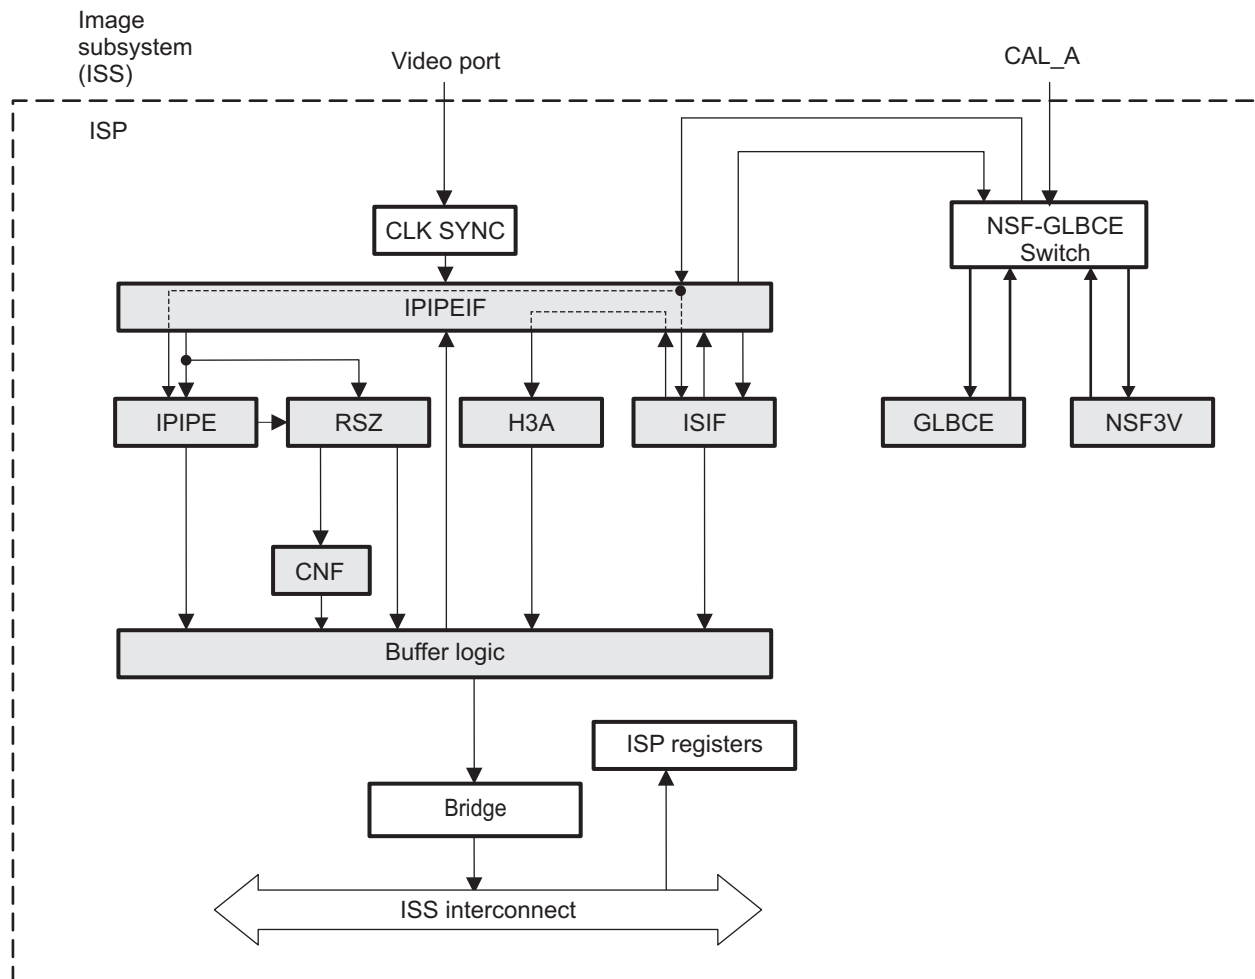 Image
subsystem
(ISS)
Video port
CAL_A
ISP
CLK SYNC
NSF-GLBCE
Switch
IPIPEIF
IPIPE
RSZ
H3A
ISIF
GLBCE
NSF3V
CNF
Buffer logic
ISP registers
Bridge
ISS interconnect